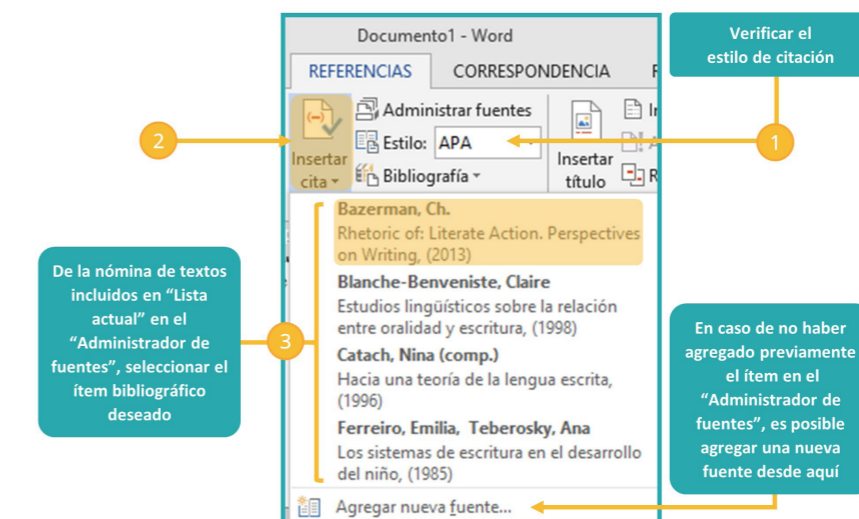 Documento1 - Word
REFERENCIAS CORRESPONDENCIA
Verificar el
estilo de citación
1
2
Administrar fuentes
Estilo: APA
Bibliografía
Insertar
cita
Insertar
título
Bazerman, Ch.
Rhetoric of: Literate Action. Perspectives
on Writing, (2013)
Blanche-Benveniste, Claire
Estudios lingüísticos sobre la relación
entre oralidad y escritura, (1998)
Catach, Nina (comp.)
Hacia una teoría de la lengua escrita,
(1996)
Ferreiro, Emilia, Teberosky, Ana
Los sistemas de escritura en el desarrollo
del niño, (1985)
Agregar nueva fuente...
3
De la nómina de textos
incluidos en “Lista
actual” en el
“Administrador de
fuentes”, seleccionar el
ítem bibliográfico
deseado
En caso de no haber
agregado previamente
el ítem en el
“Administrador de
fuentes”, es posible
agregar una nueva
fuente desde aquí